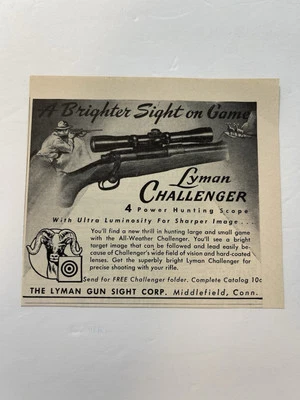 A Brighter Sight on Game
Lyman
CHALLENGER
4 Power Hunting Scope
With Ultra Luminosity For Sharper Image...
You'll find a new thrill in hunting large and small game
with the All-Weather Challenger. You'll see a bright
target image that can be followed and lead easily be-
cause of Challenger's wide field of vision and hard-coated
lenses. Get the superbly bright Lyman Challenger for
precise shooting with your rifle.
Send for FREE Challenger folder. Complete Catalog 10c
THE LYMAN GUN SIGHT CORP. Middlefield, Conn.